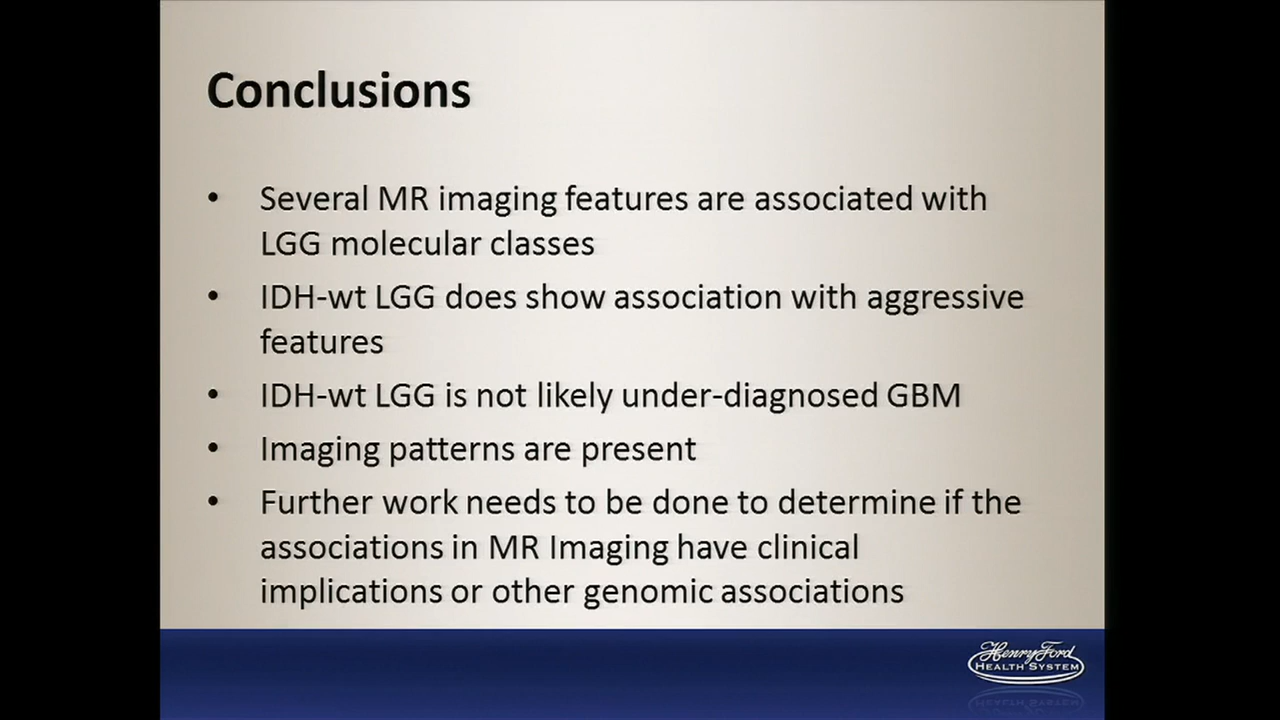 Conclusions
• Several MR imaging features are associated with
LGG molecular classes
• IDH-wt LGG does show association with aggressive
features
• IDH-wt LGG is not likely under-diagnosed GBM
• Imaging patterns are present
• Further work needs to be done to determine if the
associations in MR Imaging have clinical
implications or other genomic associations
Henry Ford
HEALTH SYSTEM